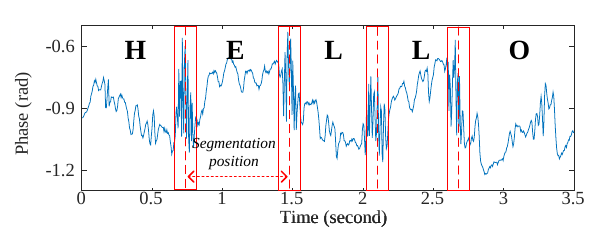 H E L L O
-0.6
-0.9
-1.2
Phase (rad)
Segmentation
position
0 0.5 1 1.5 2 2.5 3 3.5
Time (second)